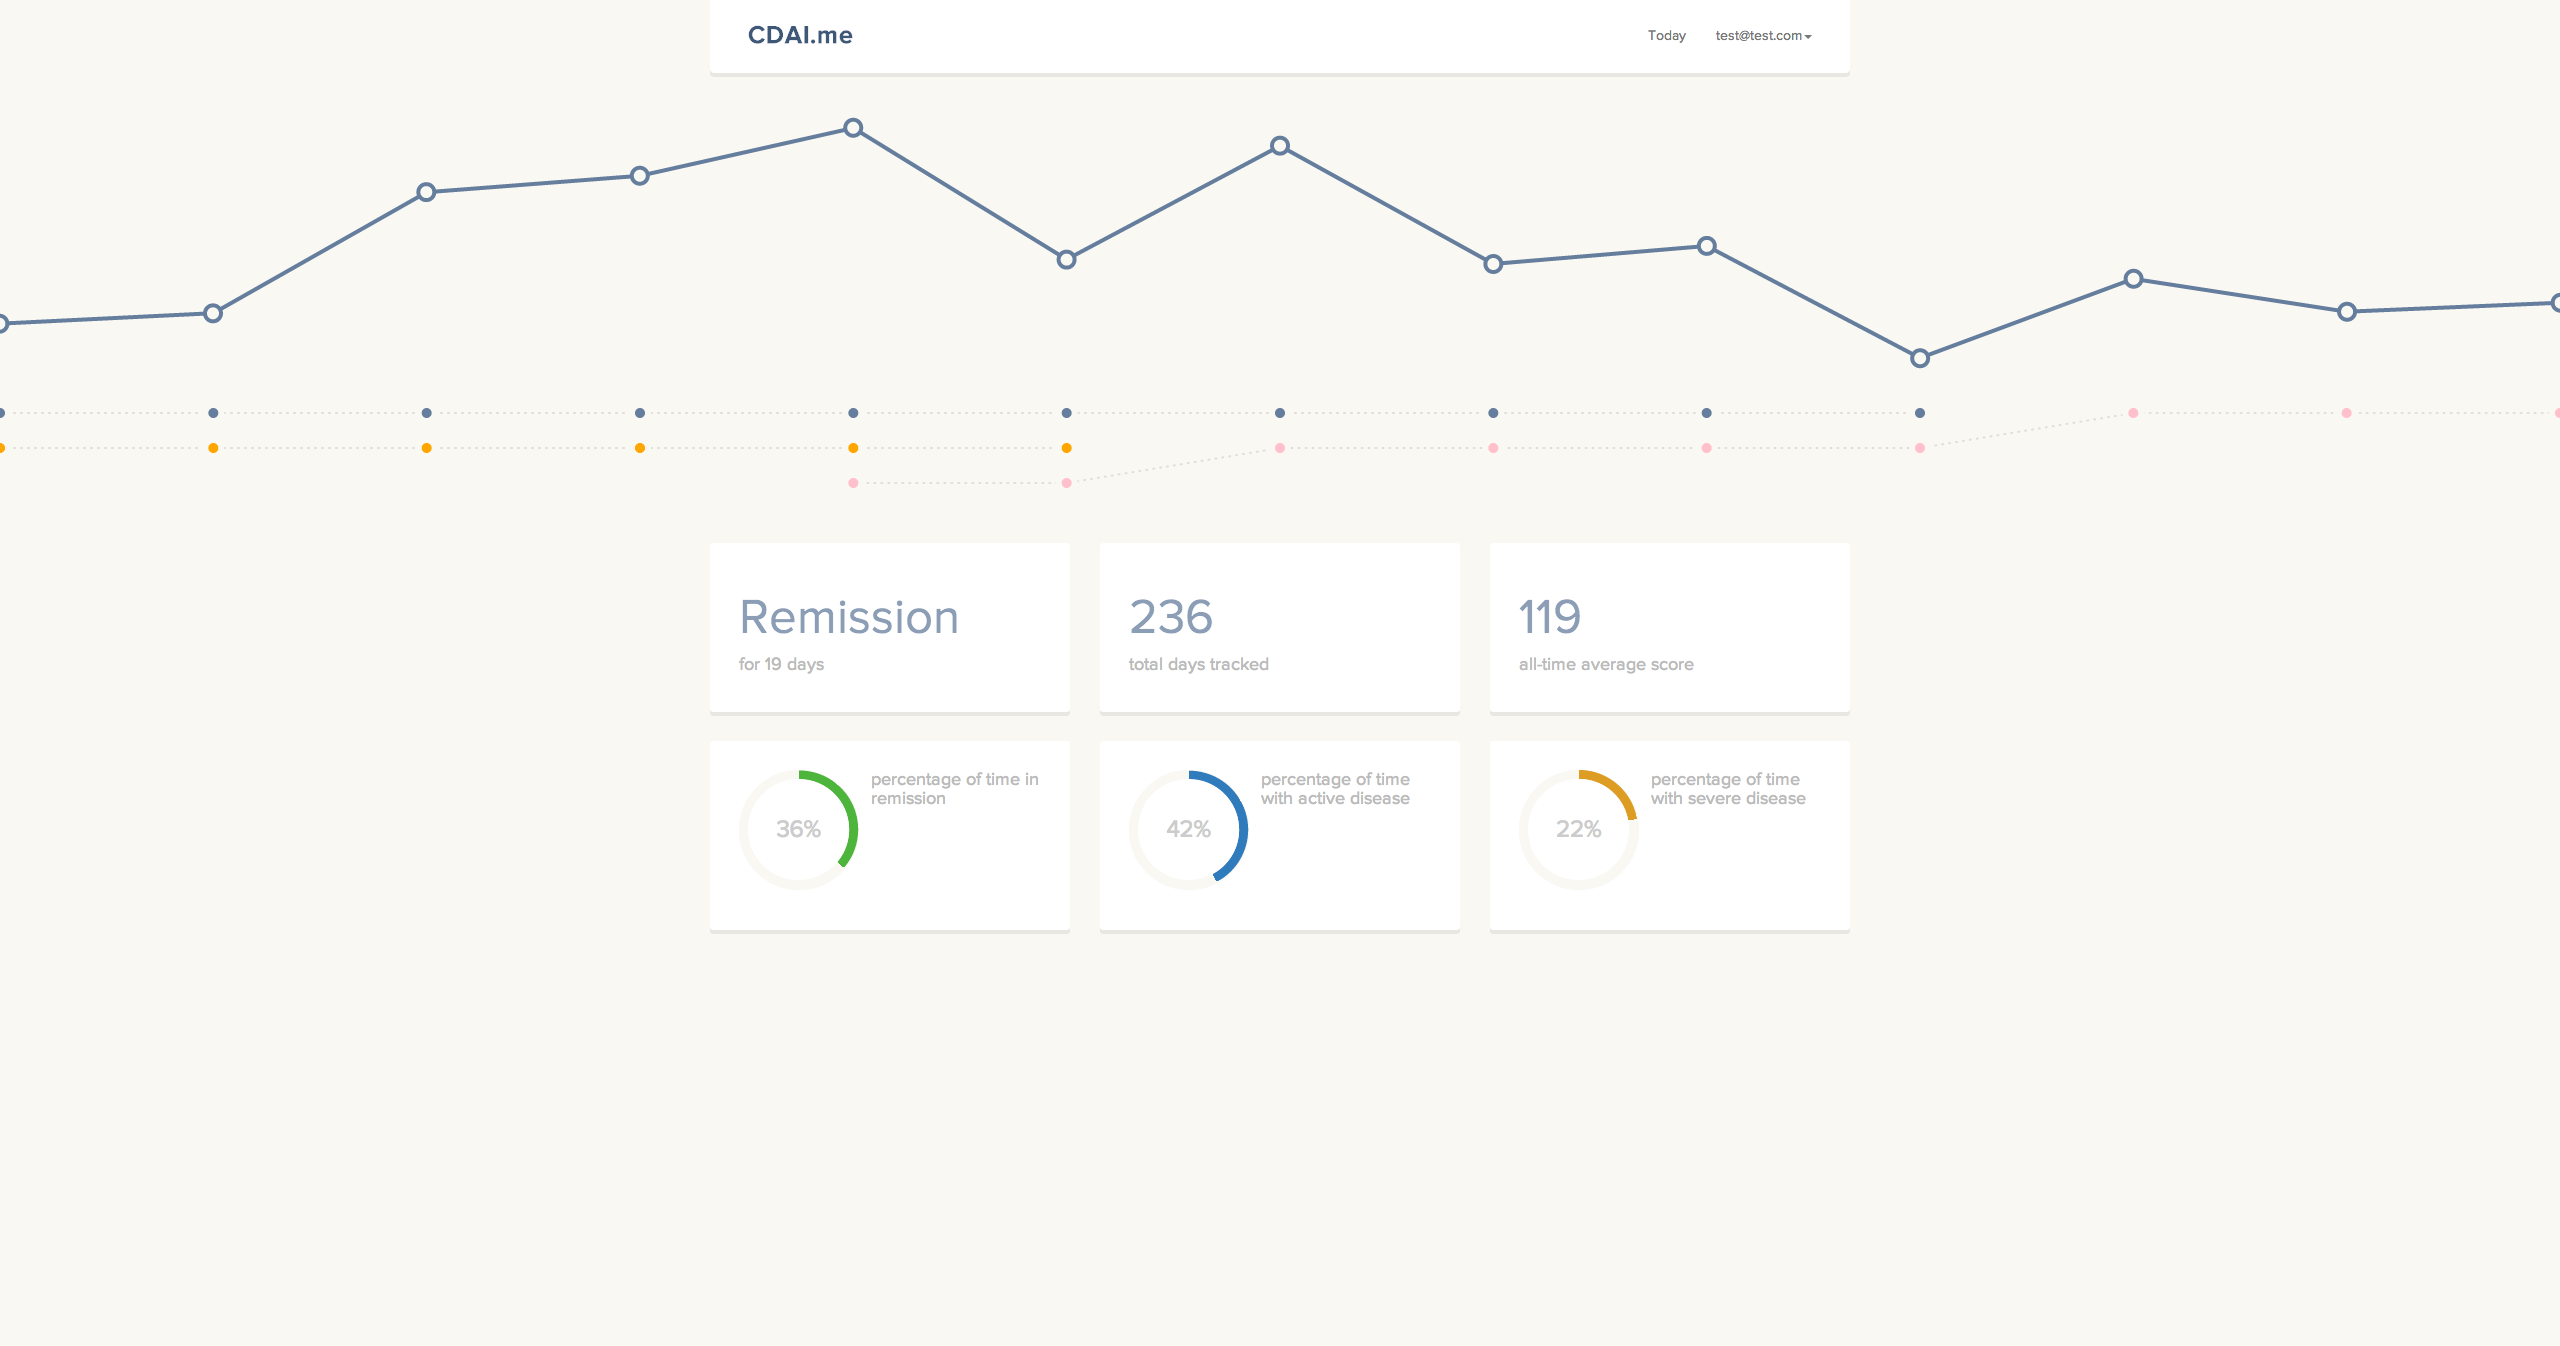 CDAI.me
Today
test@test.com
Remission
for 19 days
236
total days tracked
119
all-time average score
36%
percentage of time in
remission
42%
percentage of time
with active disease
22%
percentage of time
with severe disease